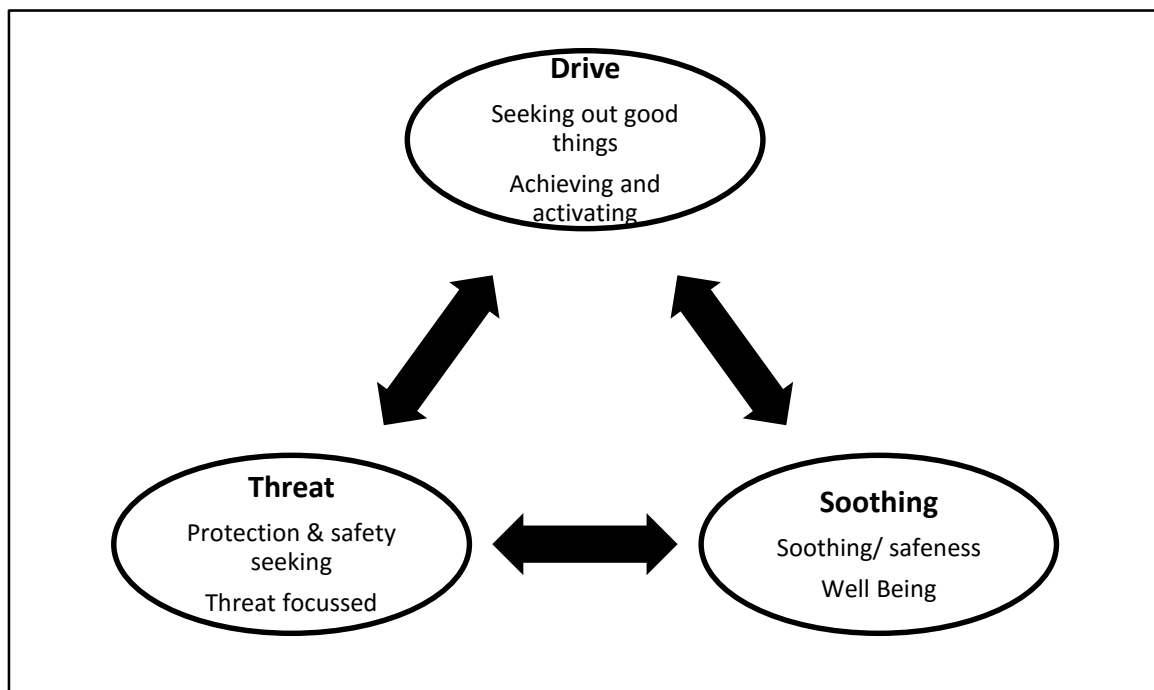 Drive
Seeking out good
things
Achieving and
activating
Threat
Protection & safety
seeking
Threat focussed
Soothing
Soothing/ safeness
Well Being